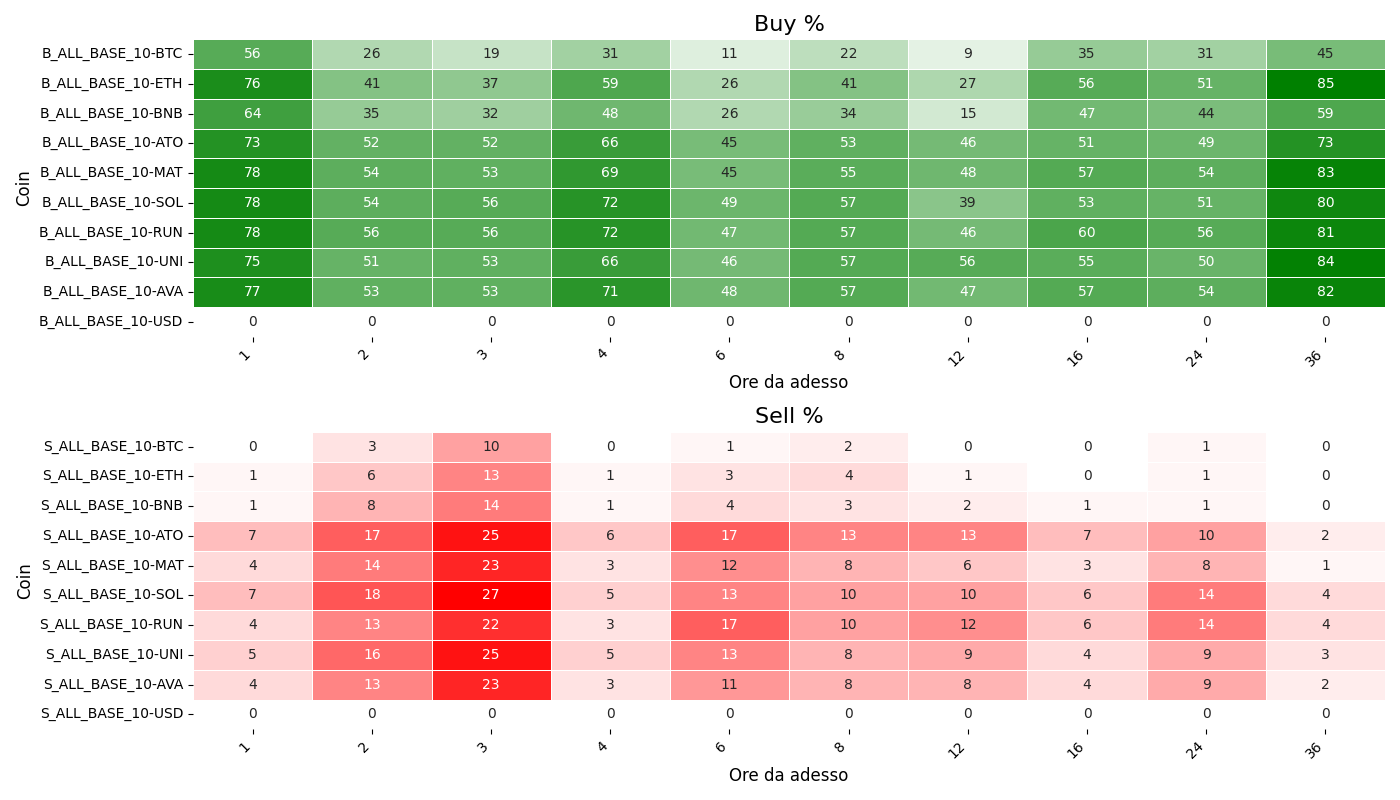 Buy %
Coin
B_ALL_BASE_10-BTC 56 26 19 31 11 22 9 35 31 45
B_ALL_BASE_10-ETH 76 41 37 59 26 41 27 56 51 85
B_ALL_BASE_10-BNB 64 35 32 48 26 34 15 47 44 59
B_ALL_BASE_10-ATO 73 52 52 66 45 53 46 51 49 73
B_ALL_BASE_10-MAT 78 54 53 69 45 55 48 57 54 83
B_ALL_BASE_10-SOL 78 54 56 72 49 57 39 53 51 80
B_ALL_BASE_10-RUN 78 56 56 72 47 57 46 60 56 81
B_ALL_BASE_10-UNI 75 51 53 66 46 57 56 55 50 84
B_ALL_BASE_10-AVA 77 53 53 71 48 57 47 57 54 82
B_ALL_BASE_10-USD 0 0 0 0 0 0 0 0 0 0
1 2 3 4 6 8 12 16 24 36
Ore da adesso
Sell %
Coin
S_ALL_BASE_10-BTC 0 3 10 0 1 2 0 0 1 0
S_ALL_BASE_10-ETH 1 6 13 1 3 4 1 0 1 0
S_ALL_BASE_10-BNB 1 8 14 1 4 3 2 1 1 0
S_ALL_BASE_10-ATO 7 17 25 6 17 13 13 7 10 2
S_ALL_BASE_10-MAT 4 14 23 3 12 8 6 3 8 1
S_ALL_BASE_10-SOL 7 18 27 5 13 10 10 6 14 4
S_ALL_BASE_10-RUN 4 13 22 3 17 10 12 6 14 4
S_ALL_BASE_10-UNI 5 16 25 5 13 8 9 4 9 3
S_ALL_BASE_10-AVA 4 13 23 3 11 8 8 4 9 2
S_ALL_BASE_10-USD 0 0 0 0 0 0 0 0 0 0
1 2 3 4 6 8 12 16 24 36
Ore da adesso